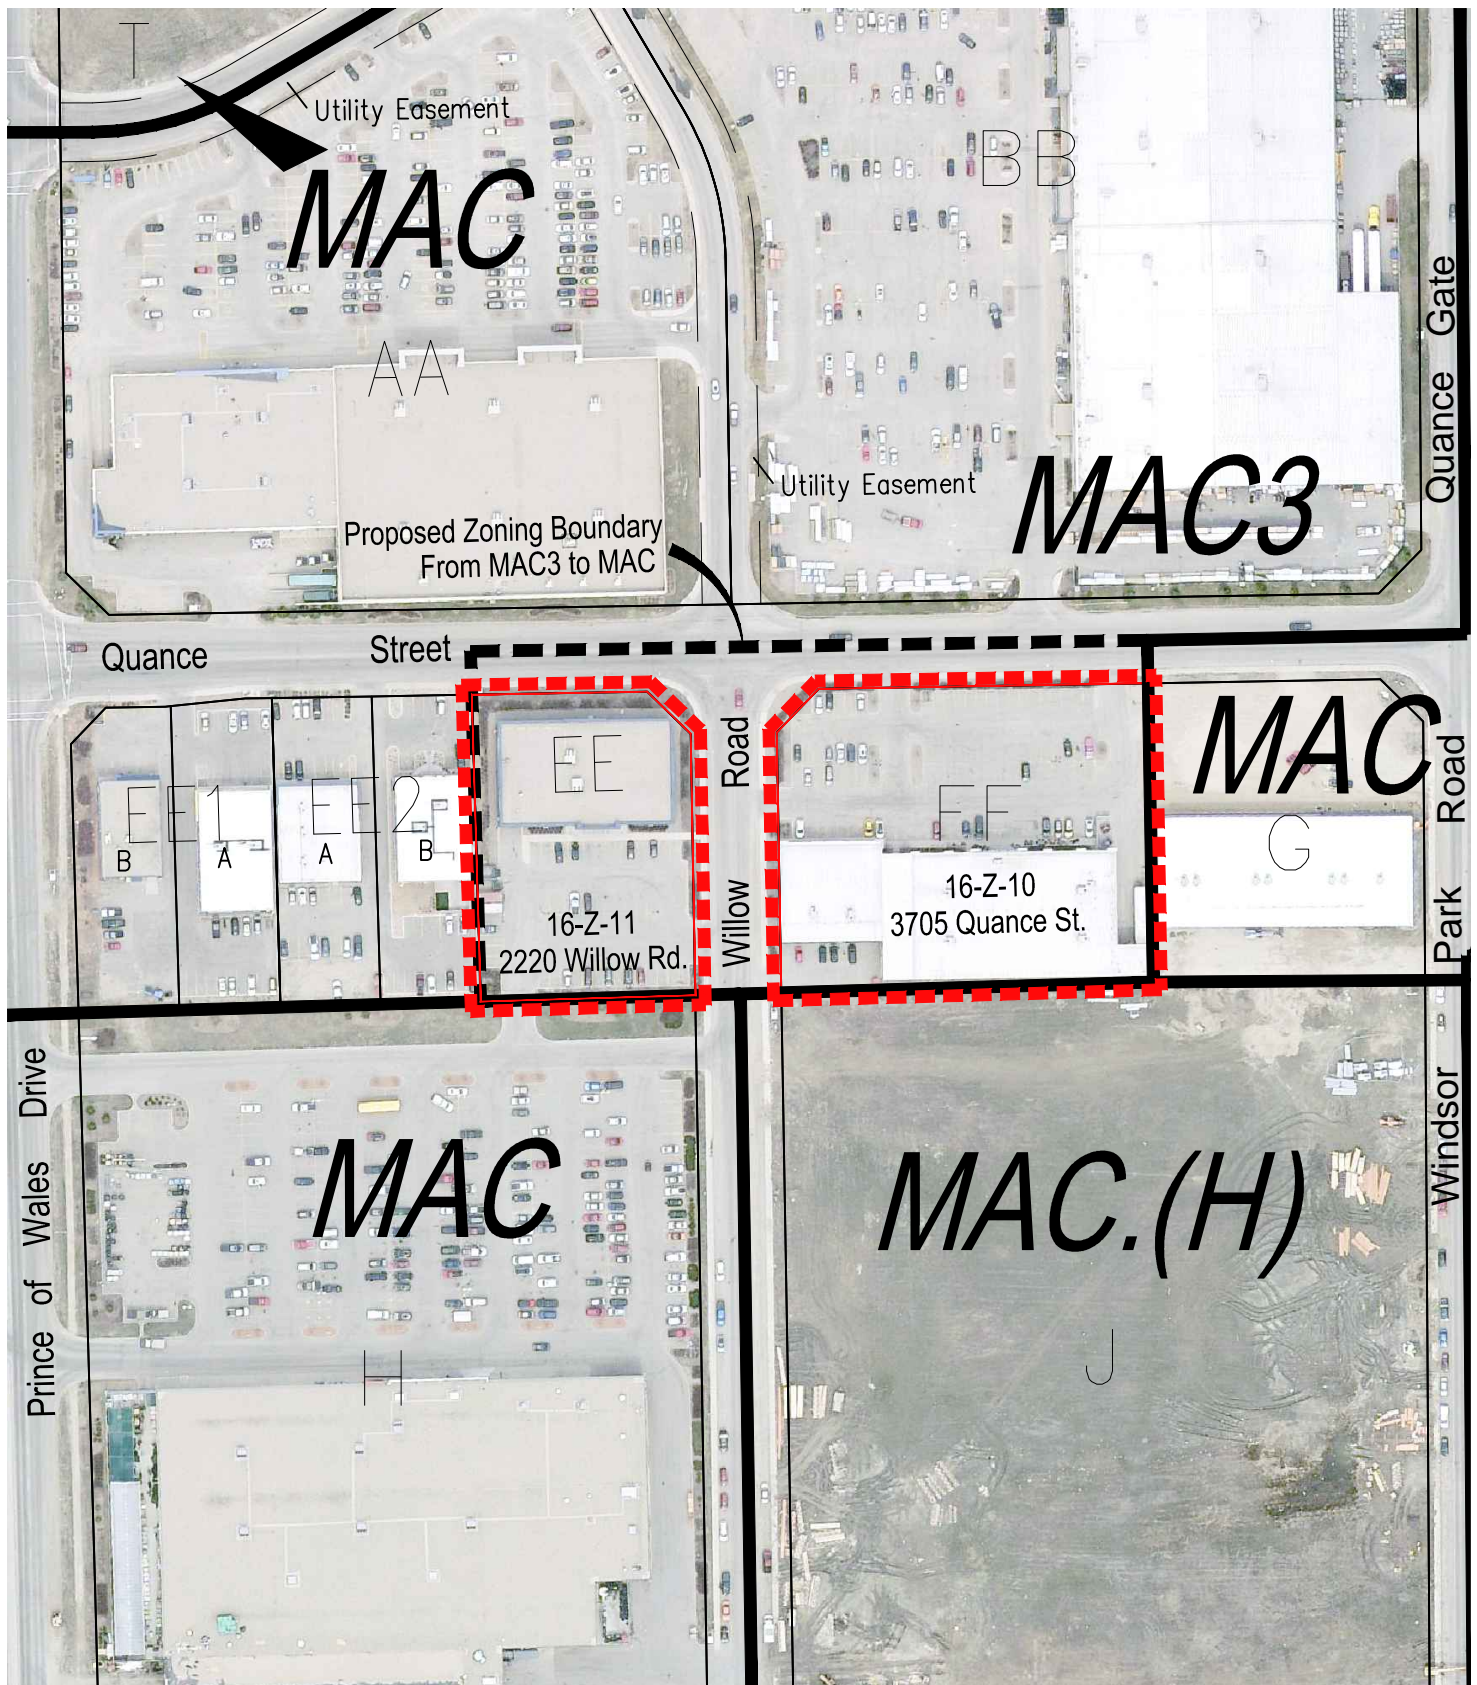 T
Utility Easement
MAC
BB
AA
Utility Easement
MAC3
Quance Gate
Proposed Zoning Boundary
From MAC3 to MAC
Quance Street
EE1
B
A
EE2
A
B
EE
16-Z-11
2220 Willow Rd.
Willow Road
FF
16-Z-10
3705 Quance St.
MAC
G
Windsor Park Road
Prince of Wales Drive
MAC
H
MAC.(H)
J